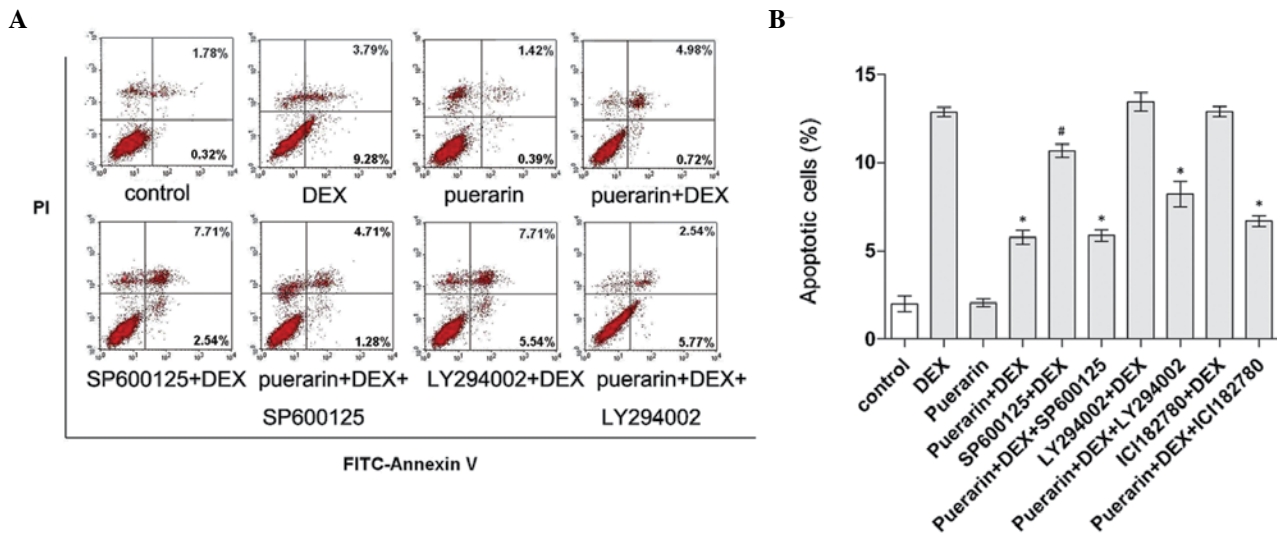 A
B
1.78%
3.79%
1.42%
4.98%
0.32%
9.28%
0.39%
0.72%
control
DEX
puerarin
puerarin+DEX
PI
7.71%
4.71%
7.71%
2.54%
2.54%
1.28%
5.54%
5.77%
SP600125+DEX
puerarin+DEX+
SP600125
LY294002+DEX
puerarin+DEX+
LY294002
FITC-Annexin V
Apoptotic cells (%)
15
10
5
0
*
#
*
*
*
control
DEX
Puerarin
Puerarin+DEX
SP600125+DEX
Puerarin+DEX+SP600125
LY294002+DEX
Puerarin+DEX+LY294002
ICI182780+DEX
Puerarin+DEX+ICI182780